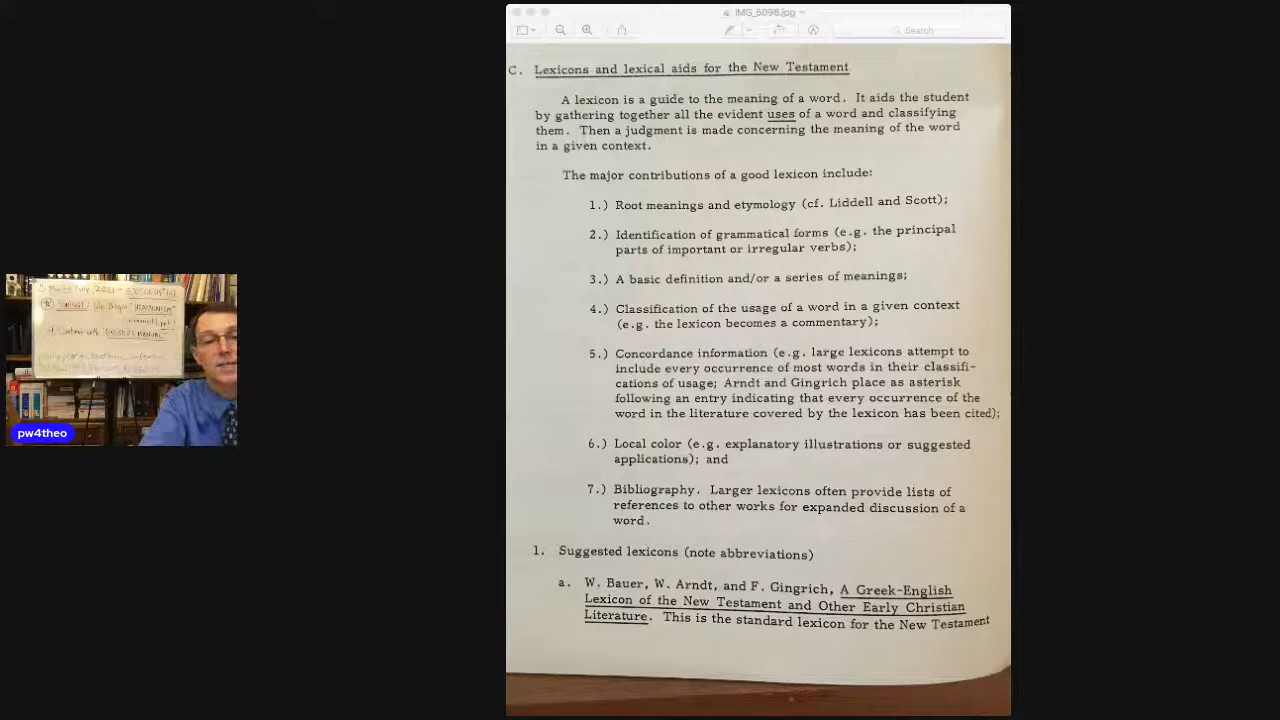 IMG_5096.jpg
Search
C. Lexicons and lexical aids for the New Testament
A lexicon is a guide to the meaning of a word. It aids the student
by gathering together all the evident uses of a word and classifying
them. Then a judgment is made concerning the meaning of the word
in a given context.
The major contributions of a good lexicon include:
1.) Root meanings and etymology (cf. Liddell and Scott);
2.) Identification of grammatical forms (e.g. the principal
parts of important or irregular verbs);
3.) A basic definition and/or a series of meanings;
4.) Classification of the usage of a word in a given context
(e.g. the lexicon becomes a commentary);
5.) Concordance information (e.g. large lexicons attempt to
include every occurrence of most words in their classifi-
cations of usage; Arndt and Gingrich place as asterisk
following an entry indicating that every occurrence of the
word in the literature covered by the lexicon has been cited);
6.) Local color (e.g. explanatory illustrations or suggested
applications); and
7.) Bibliography. Larger lexicons often provide lists of
references to other works for expanded discussion of a
word.
1. Suggested lexicons (note abbreviations)
a. W. Bauer, W. Arndt, and F. Gingrich, A Greek-English
Lexicon of the New Testament and Other Early Christian
Literature. This is the standard lexicon for the New Testament
2021
pw4theo